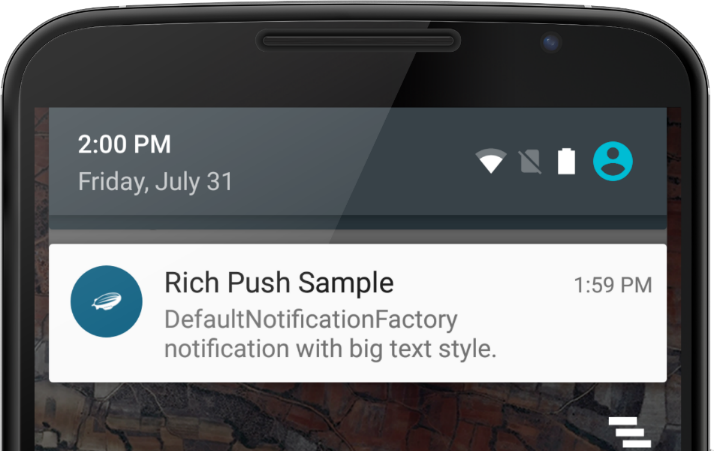 2:00 PM
Friday, July 31
Rich Push Sample
1:59 PM
DefaultNotificationFactory
notification with big text style.